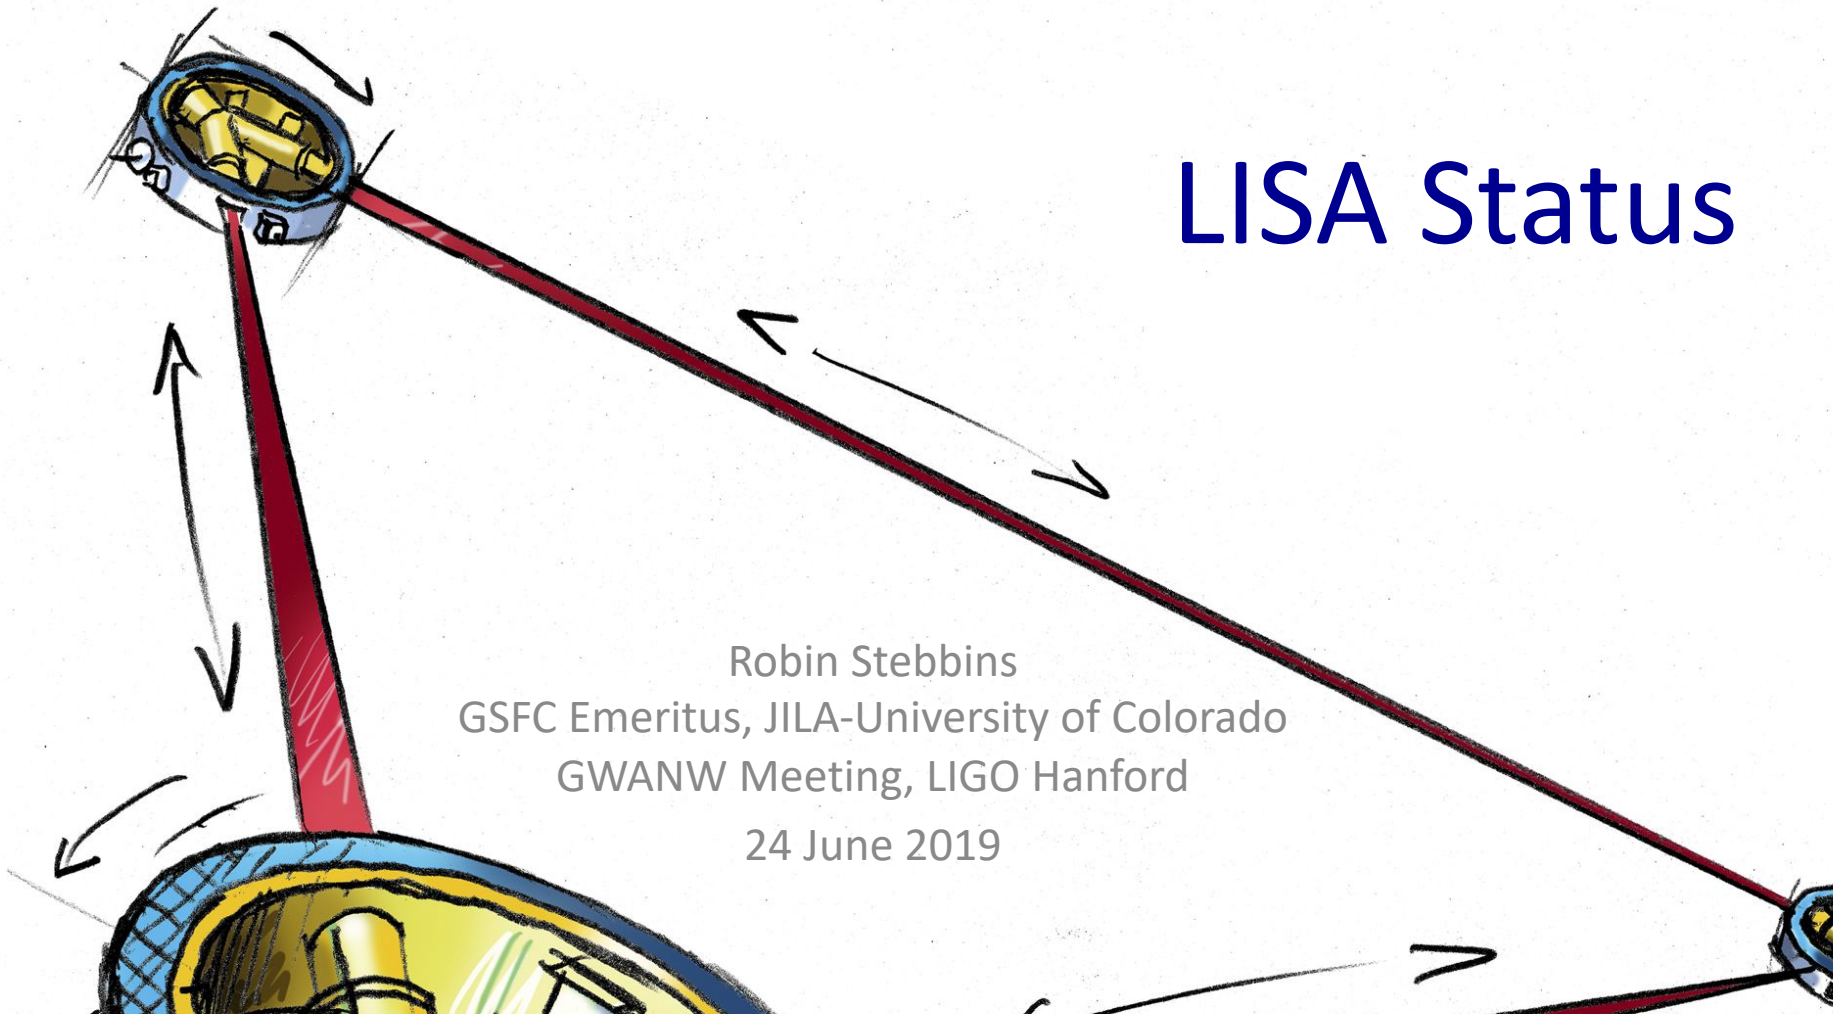 LISA Status
Robin Stebbins
GSFC Emeritus, JILA-University of Colorado
GWANW Meeting, LIGO Hanford
24 June 2019